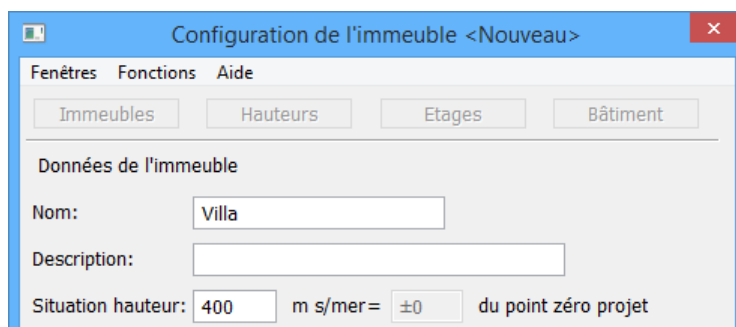 Configuration de l'immeuble <Nouveau>
Fenêtres Fonctions Aide
Immeubles Hauteurs Etages Bâtiment
Données de l'immeuble
Nom: Villa
Description:
Situation hauteur: 400 m s/mer= ±0 du point zéro projet